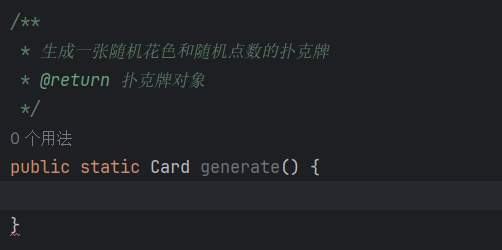 /**
 * 生成一张随机花色和随机点数的扑克牌
 * @return 扑克牌对象
 */
0 个用法
public static Card generate() {
}